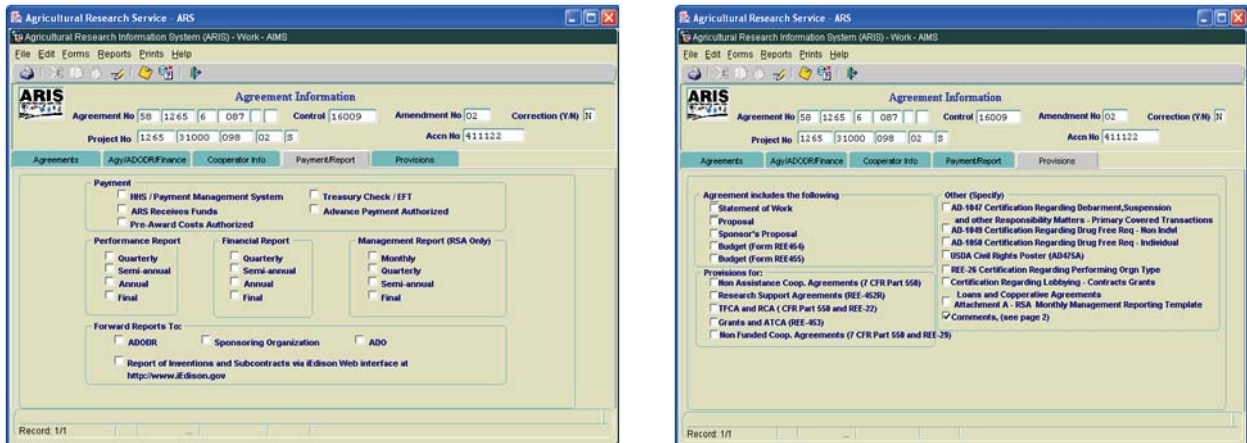 Agricultural Research Service - ARS
Agricultural Research Information System (ARIS) - Work - AIMS
File Edit Forms Reports Prints Help
ARIS
Agreement Information
Agreement No 58 1265 6 087 Control 16009 Amendment No 02 Correction (Y/N) N
Project No 1265 31000 098 02 S Accn No 411122
Agreements Agy/ADODR/Finance Cooperator Info Payment/Report Provisions
Payment
HHS / Payment Management System Treasury Check / EFT
ARS Receives Funds Advance Payment Authorized
Pre-Award Costs Authorized
Performance Report Financial Report Management Report (RSA Only)
Quarterly Quarterly Monthly
Semi-annual Semi-annual Quarterly
Annual Annual Semi-annual
Final Final Final
Forward Reports To:
ADODR Sponsoring Organization ADO
Report of Inventions and Subcontracts via iEdison Web interface at
http://www.iEdison.gov
Record: 1/1 ...
Agricultural Research Service - ARS
Agricultural Research Information System (ARIS) - Work - AIMS
File Edit Forms Reports Prints Help
ARIS
Agreement Information
Agreement No 58 1265 6 087 Control 16009 Amendment No 02 Correction (Y/N) N
Project No 1265 31000 098 02 S Accn No 411122
Agreements Agy/ADODR/Finance Cooperator Info Payment/Report Provisions
Agreement includes the following
Statement of Work
Proposal
Sponsor's Proposal
Budget (Form REE454)
Budget (Form REE455)
Provisions for:
Non Assistance Coop. Agreements (7 CFR Part 550)
Research Support Agreements (REE-452R)
TFCA and RCA ( CFR Part 550 and REE-22)
Grants and ATCA (REE-453)
Non Funded Coop. Agreements (7 CFR Part 550 and REE-29)
Other (Specify)
AD-1047 Certification Regarding Debarment,Suspension
and other Responsibility Matters - Primary Covered Transactions
AD-1049 Certification Regarding Drug Free Req - Non Indvl
AD-1050 Certification Regarding Drug Free Req - Individual
USDA Civil Rights Poster (AD475A)
REE-26 Certification Regarding Performing Orgn Type
Certification Regarding Lobbying - Contracts Grants
Loans and Copperative Agreements
Attachment A - RSA Monthly Management Reporting Template
Comments, (see page 2)
Record: 1/1 ...